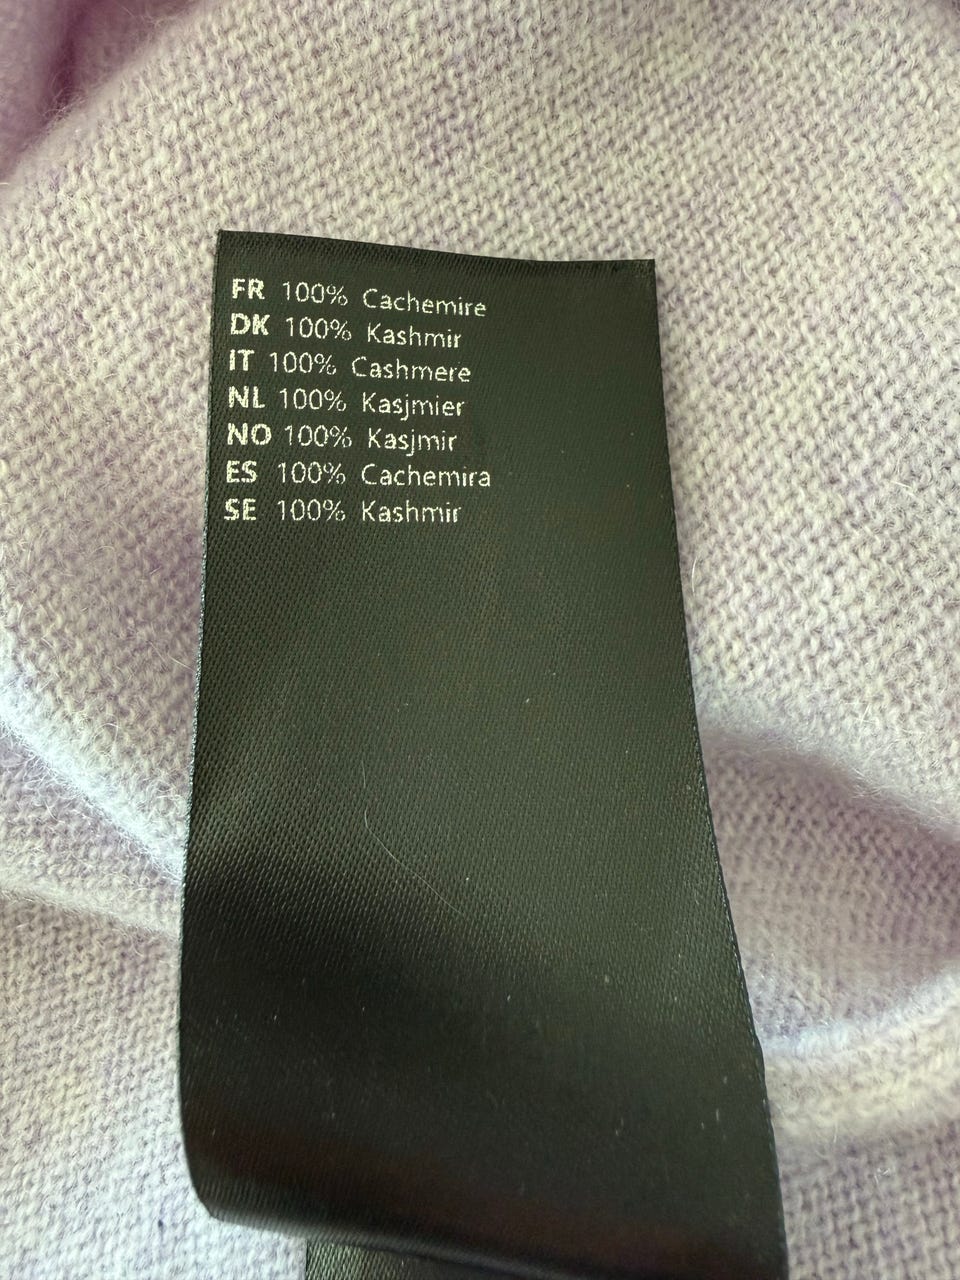 FR 100% Cachemire
DK 100% Kashmir
IT 100% Cashmere
NL 100% Kasjmier
NO 100% Kasjmir
ES 100% Cachemira
SE 100% Kashmir